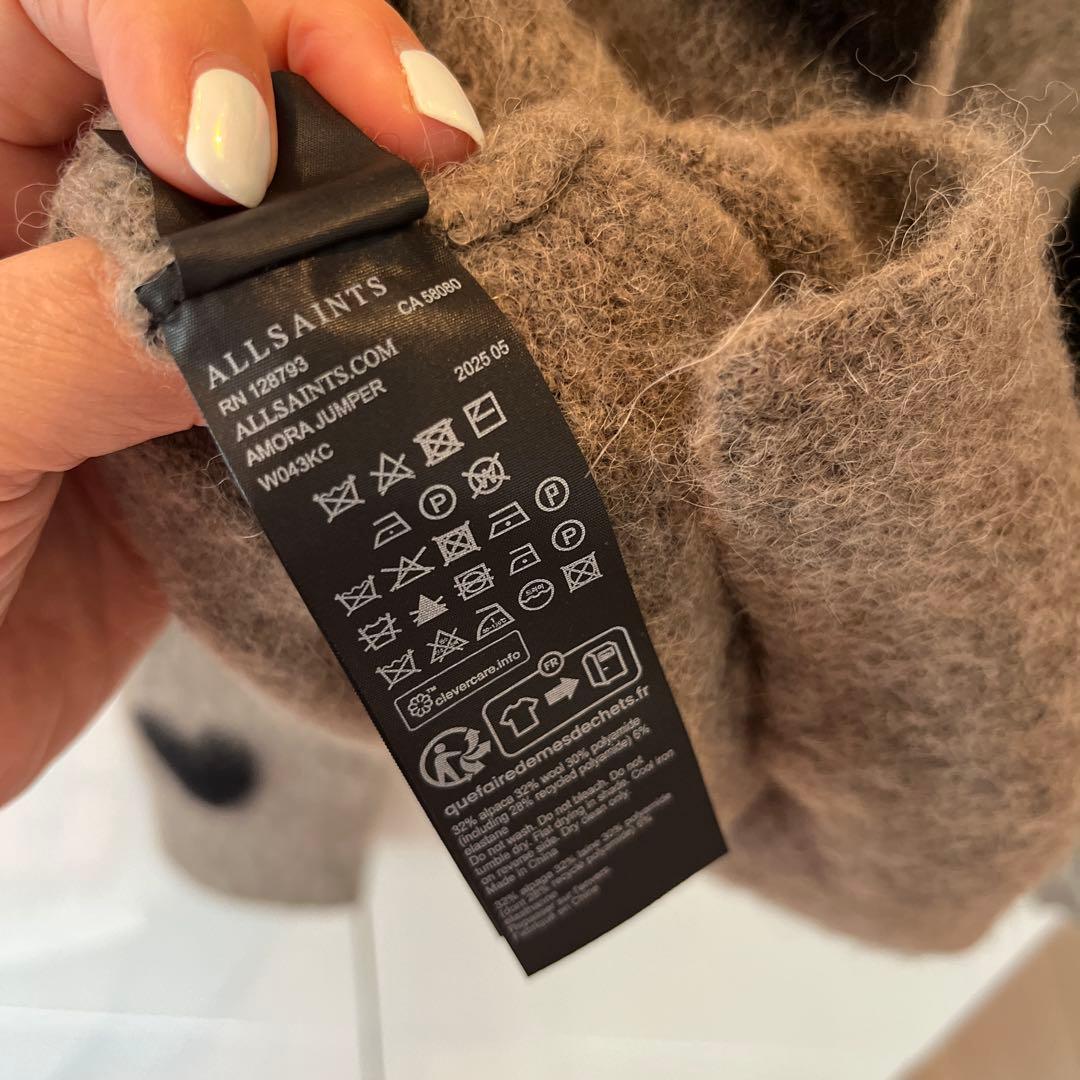 ALLSAINTS
RN 128793 CA 58080
ALLSAINTS.COM
AMORA JUMPER 2025 05
W043KC
P W
P
P
clevercare.info
FR
quefairedemesdechets.fr
32% alpaca 32% wool 30% polyamide
(including 28% recycled polyamide) 6%
elastane
Do not wash. Do not bleach. Do not
tumble dry. Flat drying in shade. Cool iron
on reverse side. Dry clean only.
Made in China